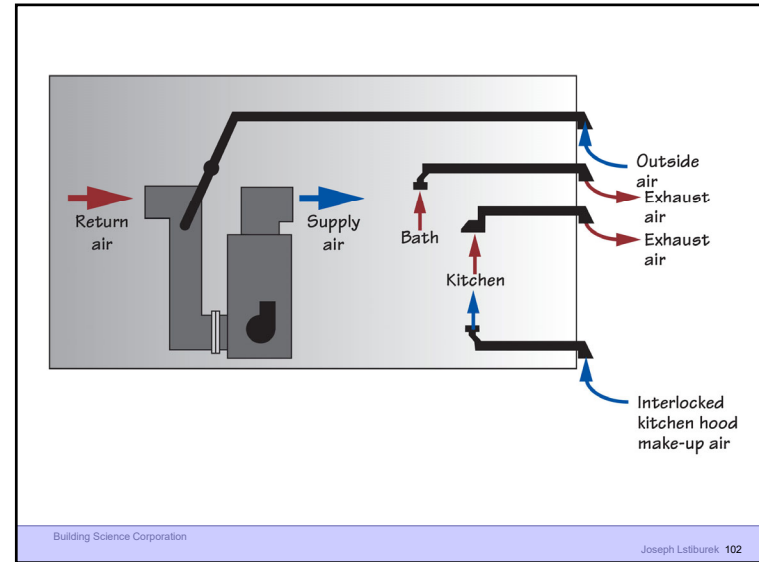 Outside
air
Exhaust
air
Return
air
Supply
air
Bath
Exhaust
air
Kitchen
Interlocked
kitchen hood
make-up air
Building Science Corporation
Joseph Lstiburek 102